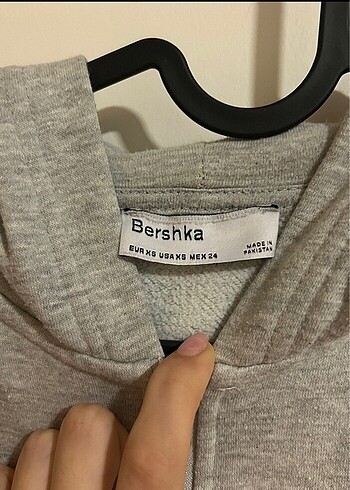 Bershka
EUR XS USA XS MEX 24
MADE IN
PAKISTAN